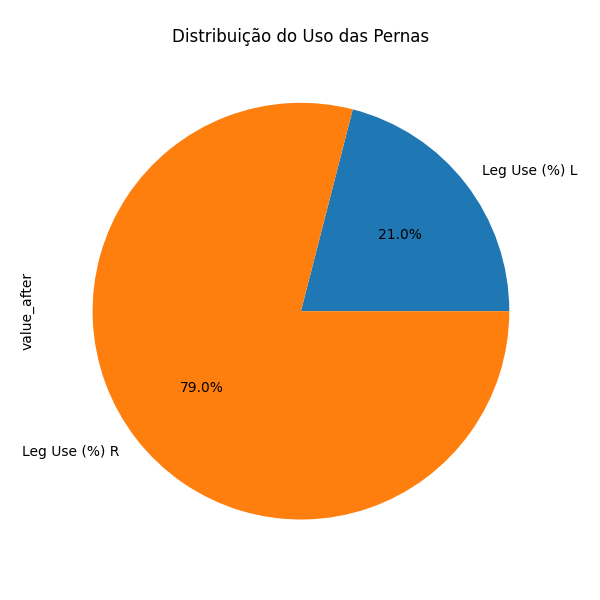 Distribuição do Uso das Pernas
Leg Use (%) L
21.0%
value_after
79.0%
Leg Use (%) R